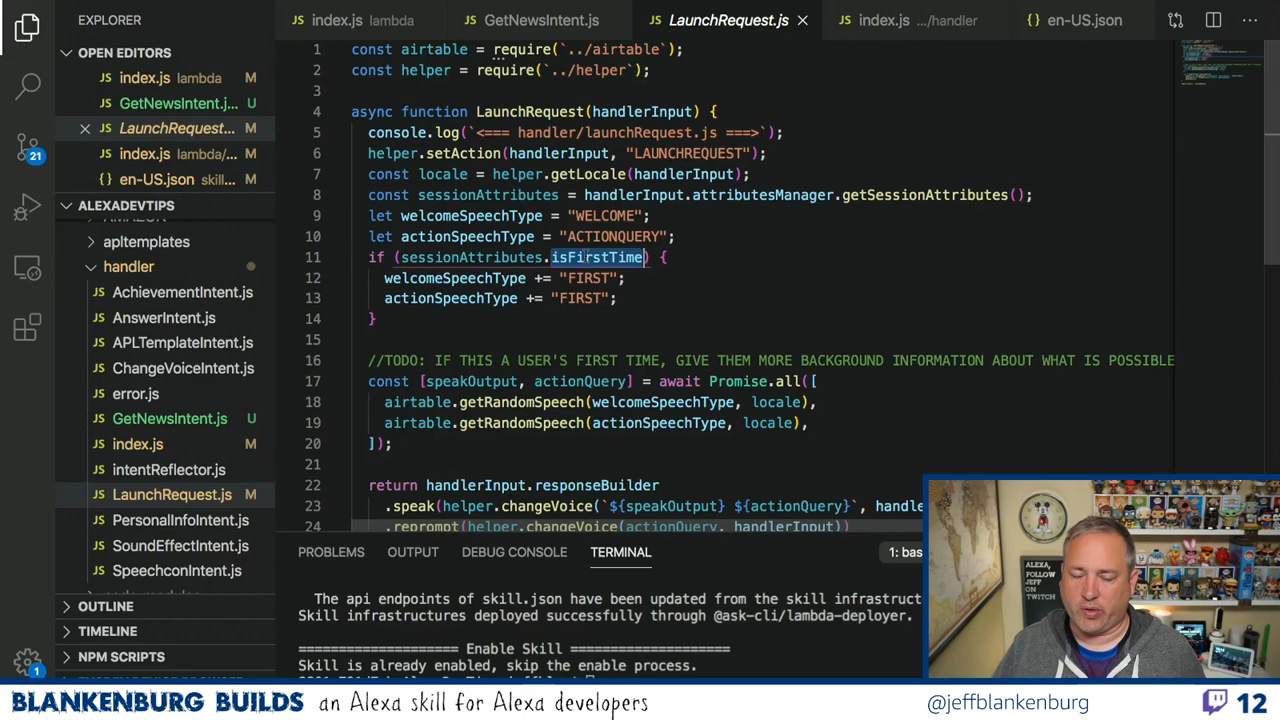 EXPLORER
OPEN EDITORS
index.js lambda M
GetNewsIntent.j... U
LaunchRequest... M
index.js lambda/... M
en-US.json skill... M
21
ALEXADEVTIPS
apltemplates
handler
AchievementIntent.js
AnswerIntent.js
APLTemplateIntent.js
ChangeVoiceIntent.js
error.js
GetNewsIntent.js U
index.js M
intentReflector.js
LaunchRequest.js M
PersonalInfoIntent.js
SoundEffectIntent.js
SpeechconIntent.js
OUTLINE
TIMELINE
NPM SCRIPTS
1
index.js lambda
GetNewsIntent.js
LaunchRequest.js
index.js .../handler
en-US.json
1 const airtable = require(`../airtable`);
2 const helper = require(`../helper`);
3
4 async function LaunchRequest(handlerInput) {
5 console.log(`<=== handler/launchRequest.js ===>`);
6 helper.setAction(handlerInput, "LAUNCHREQUEST");
7 const locale = helper.getLocale(handlerInput);
8 const sessionAttributes = handlerInput.attributesManager.getSessionAttributes();
9 let welcomeSpeechType = "WELCOME";
10 let actionSpeechType = "ACTIONQUERY";
11 if (sessionAttributes.isFirstTime) {
12 welcomeSpeechType += "FIRST";
13 actionSpeechType += "FIRST";
14 }
15
16 //TODO: IF THIS A USER'S FIRST TIME, GIVE THEM MORE BACKGROUND INFORMATION ABOUT WHAT IS POSSIBLE
17 const [speakOutput, actionQuery] = await Promise.all([
18 airtable.getRandomSpeech(welcomeSpeechType, locale),
19 airtable.getRandomSpeech(actionSpeechType, locale),
20 ]);
21
22 return handlerInput.responseBuilder
23 .speak(helper.changeVoice(`${speakOutput} ${actionQuery}`, handle
24 .reprompt(helper.changeVoice(actionQuery, handlerInput))
PROBLEMS OUTPUT DEBUG CONSOLE TERMINAL 1: bas
The api endpoints of skill.json have been updated from the skill infrastruct
Skill infrastructures deployed successfully through @ask-cli/lambda-deployer.
==================== Enable Skill ====================
Skill is already enabled, skip the enable process.
ALEXA,
FOLLOW
JEFF
ON
TWITCH
BLANKENBURG BUILDS an Alexa skill for Alexa developers @jeffblankenburg 12